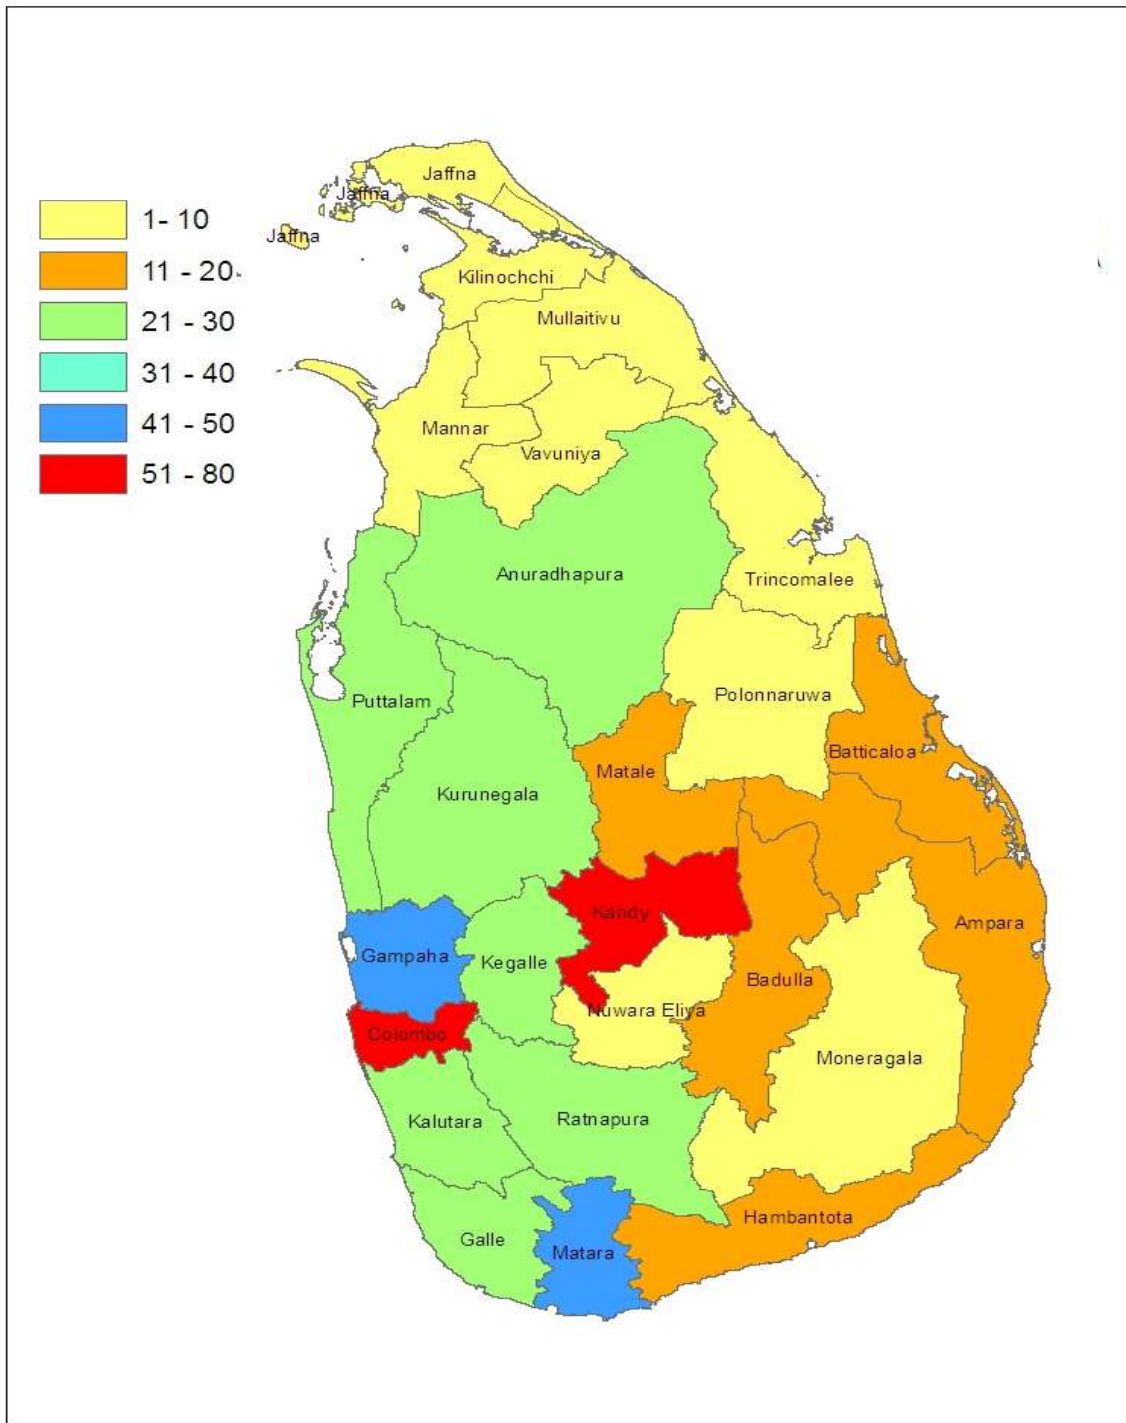 1- 10
11 - 20
21 - 30
31 - 40
41 - 50
51 - 80
Jaffna
Jaffna
Jaffna
Kilinochchi
Mullaitivu
Mannar
Vavuniya
Anuradhapura
Trincomalee
Puttalam
Polonnaruwa
Batticaloa
Matale
Kurunegala
Kandy
Ampara
Gampaha
Kegalle
Badulla
Nuwara Eliya
Colombo
Moneragala
Kalutara
Ratnapura
Hambantota
Galle
Matara